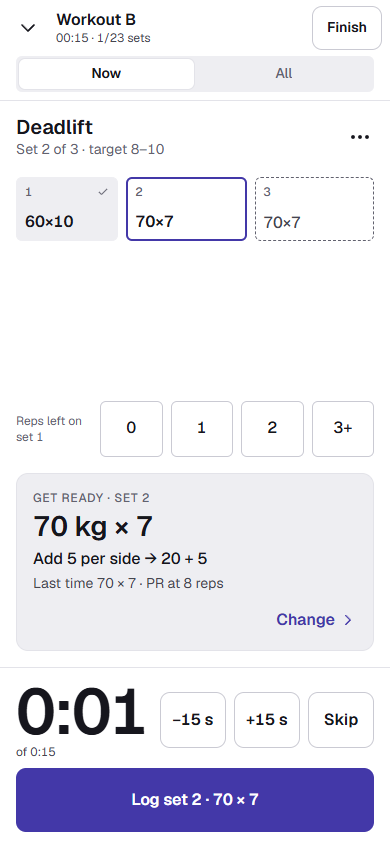 Workout B
00:15 · 1/23 sets
Finish
Now
All
Deadlift
Set 2 of 3 · target 8–10
1
60×10
2
70×7
3
70×7
Reps left on
set 1
0
1
2
3+
GET READY · SET 2
70 kg × 7
Add 5 per side → 20 + 5
Last time 70 × 7 · PR at 8 reps
Change
0:01
of 0:15
−15 s
+15 s
Skip
Log set 2 · 70 × 7